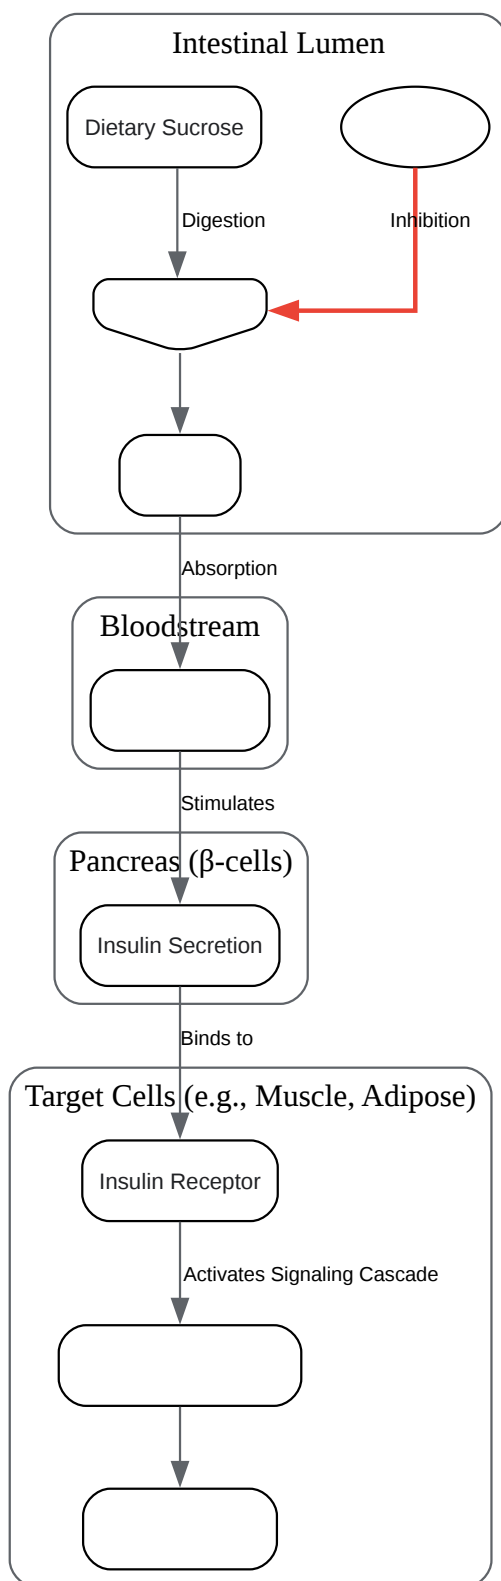 Intestinal Lumen
Dietary Sucrose
Digestion
Inhibition
Absorption
Bloodstream
Stimulates
Pancreas (β-cells)
Insulin Secretion
Binds to
Target Cells (e.g., Muscle, Adipose)
Insulin Receptor
Activates Signaling Cascade